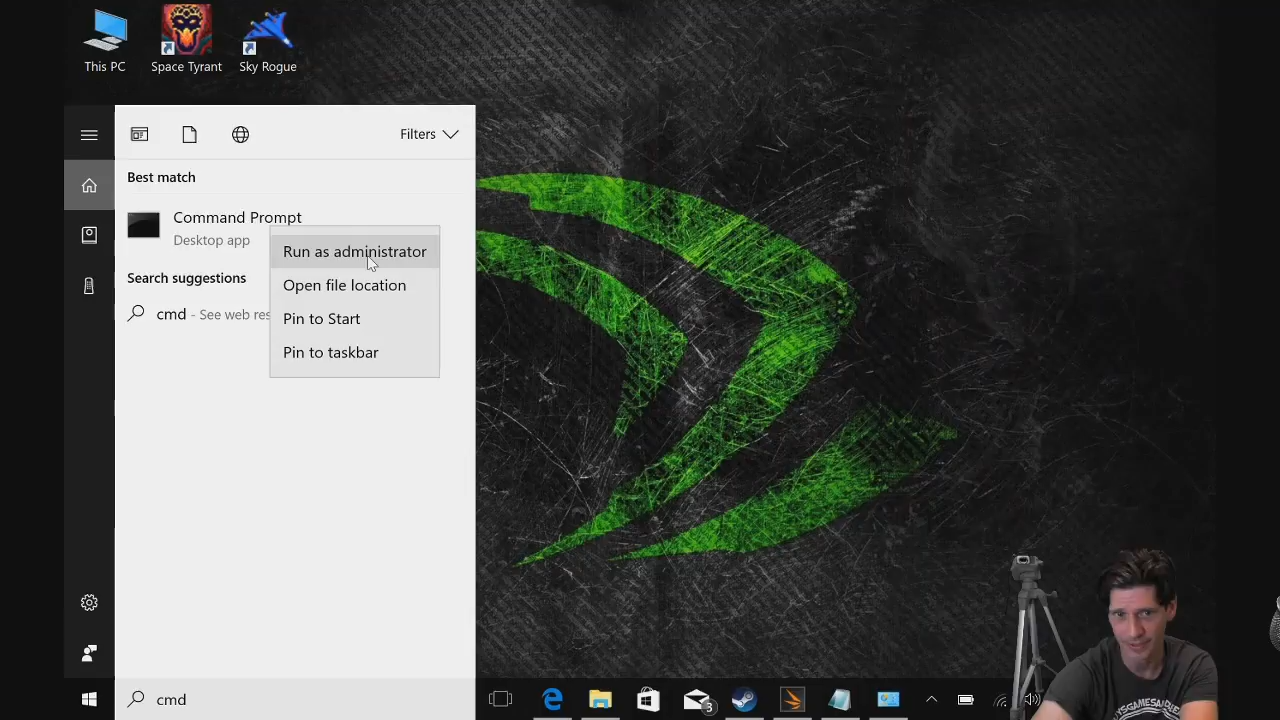 This PC
Space Tyrant
Sky Rogue
Filters
Best match
Command Prompt
Desktop app
Run as administrator
Search suggestions
Open file location
cmd - See web res
Pin to Start
Pin to taskbar
cmd
3